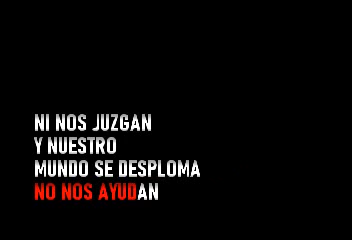 NI NOS JUZGAN
Y NUESTRO
MUNDO SE DESPLOMA
NO NOS AYUDAN